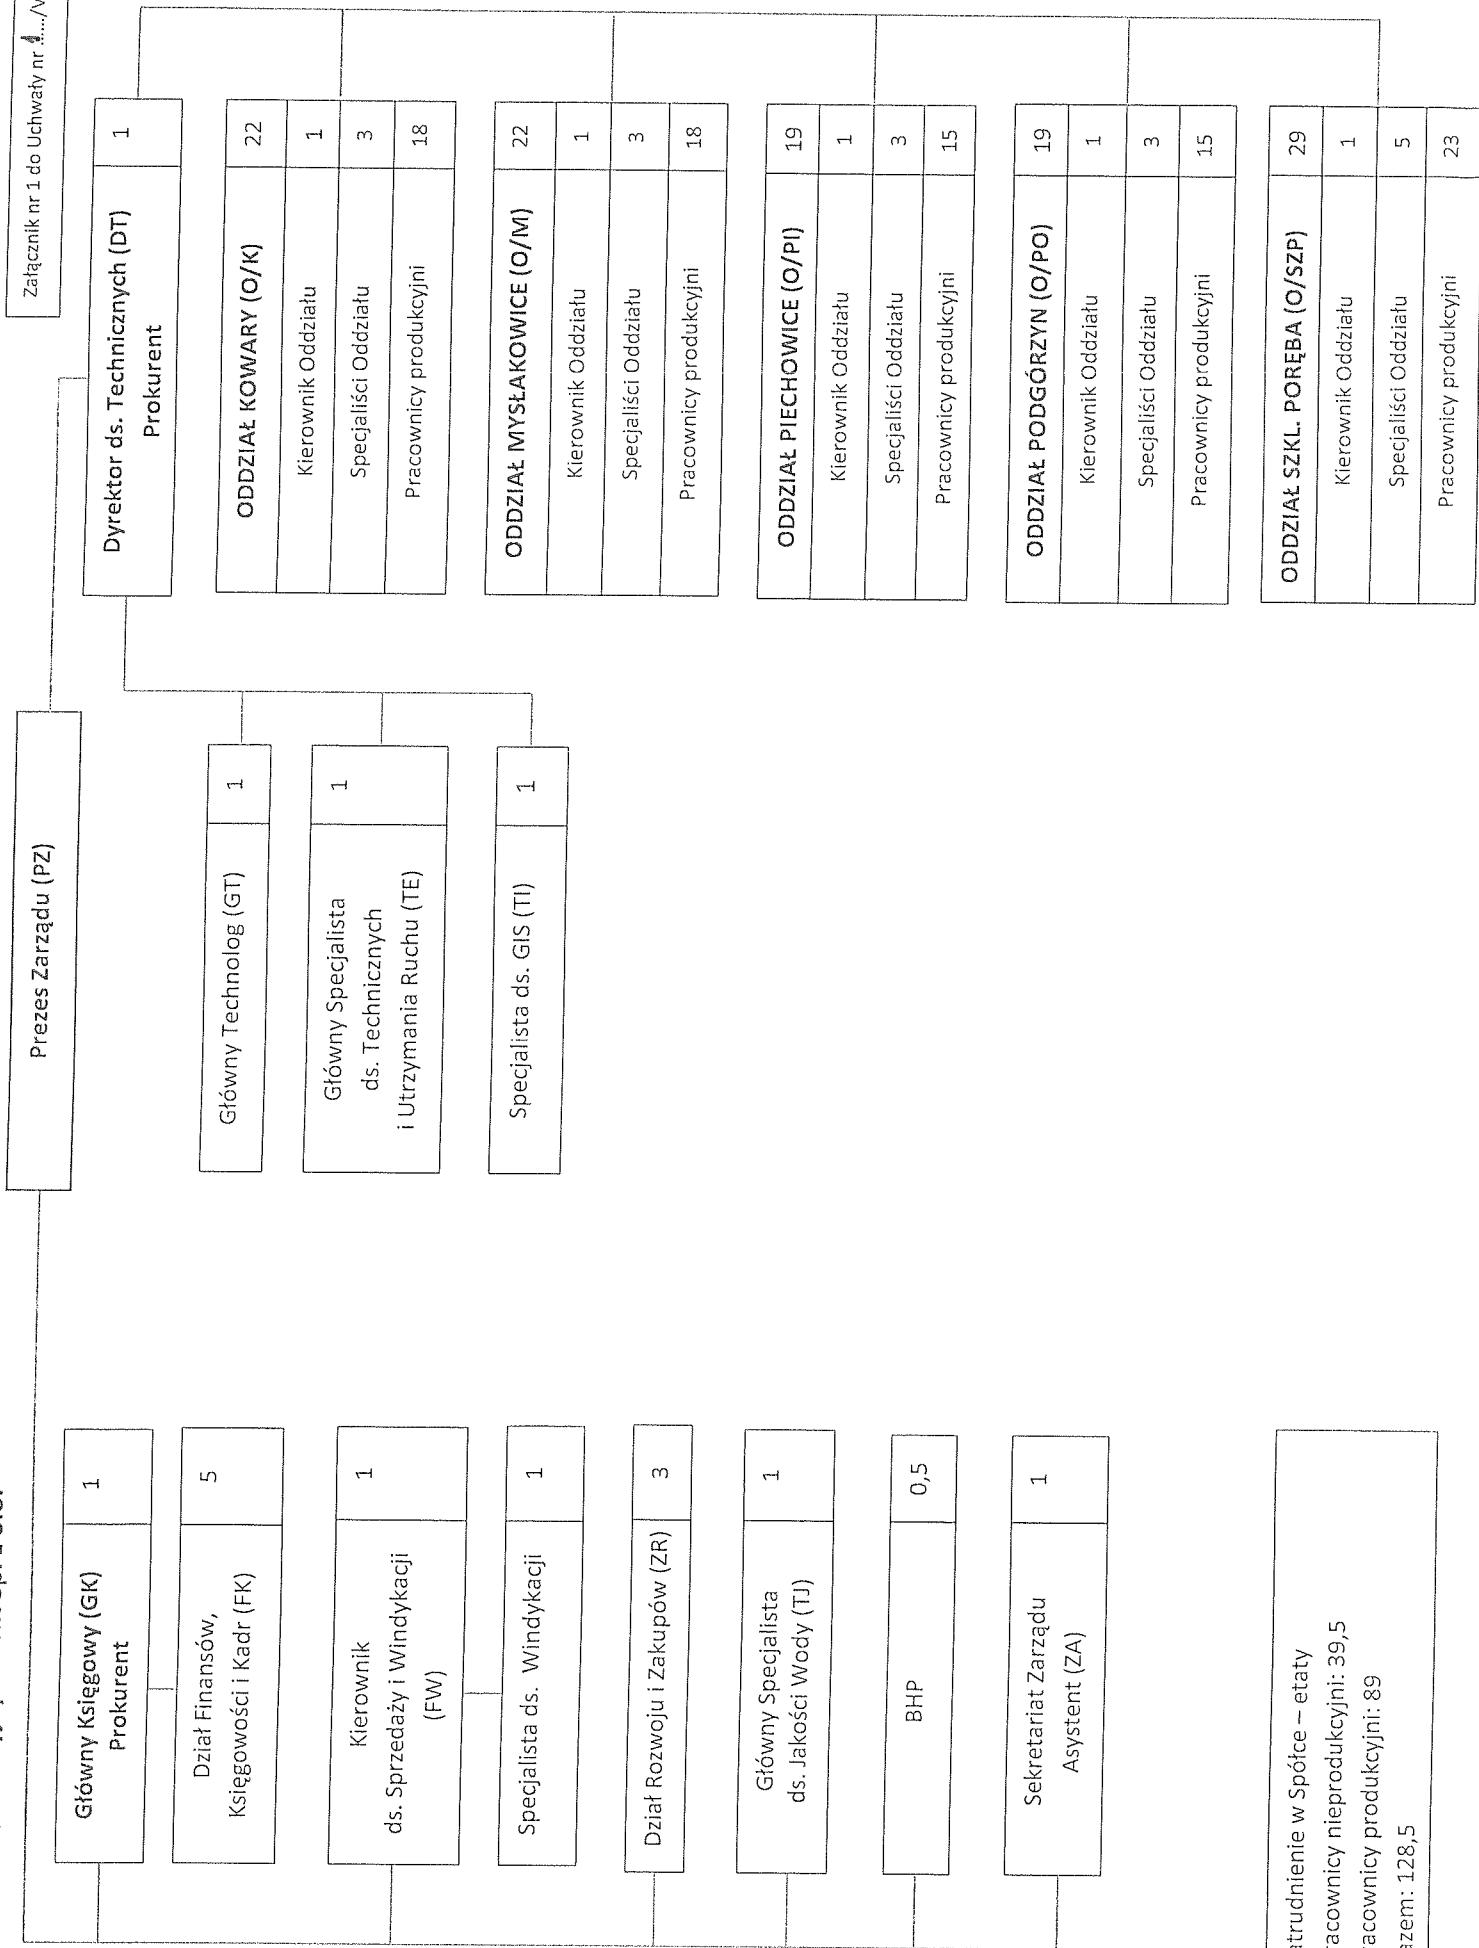 Załącznik nr 1 do Uchwały nr 1
Prezes Zarządu (PZ)
Główny Księgowy (GK)
Prokurent
1
Dział Finansów,
Księgowości i Kadr (FK)
5
Kierownik
ds. Sprzedaży i Windykacji
(FW)
1
Specjalista ds. Windykacji
1
Dział Rozwoju i Zakupów (ZR)
3
Główny Specjalista
ds. Jakości Wody (TJ)
1
BHP
0,5
Sekretariat Zarządu
Asystent (ZA)
1
Główny Technolog (GT)
1
Główny Specjalista
ds. Technicznych
i Utrzymania Ruchu (TE)
1
Specjalista ds. GIS (TI)
1
Dyrektor ds. Technicznych (DT)
Prokurent
1
ODDZIAŁ KOWARY (O/K) 22
Kierownik Oddziału 1
Specjaliści Oddziału 3
Pracownicy produkcyjni 18
ODDZIAŁ MYSŁAKOWICE (O/M) 22
Kierownik Oddziału 1
Specjaliści Oddziału 3
Pracownicy produkcyjni 18
ODDZIAŁ PIECHOWICE (O/PI) 19
Kierownik Oddziału 1
Specjaliści Oddziału 3
Pracownicy produkcyjni 15
ODDZIAŁ PODGÓRZYN (O/PO) 19
Kierownik Oddziału 1
Specjaliści Oddziału 3
Pracownicy produkcyjni 15
ODDZIAŁ SZKL. PORĘBA (O/SZP) 29
Kierownik Oddziału 1
Specjaliści Oddziału 5
Pracownicy produkcyjni 23
atrudnienie w Spółce – etaty
racownicy nieprodukcyjni: 39,5
racownicy produkcyjni: 89
azem: 128,5